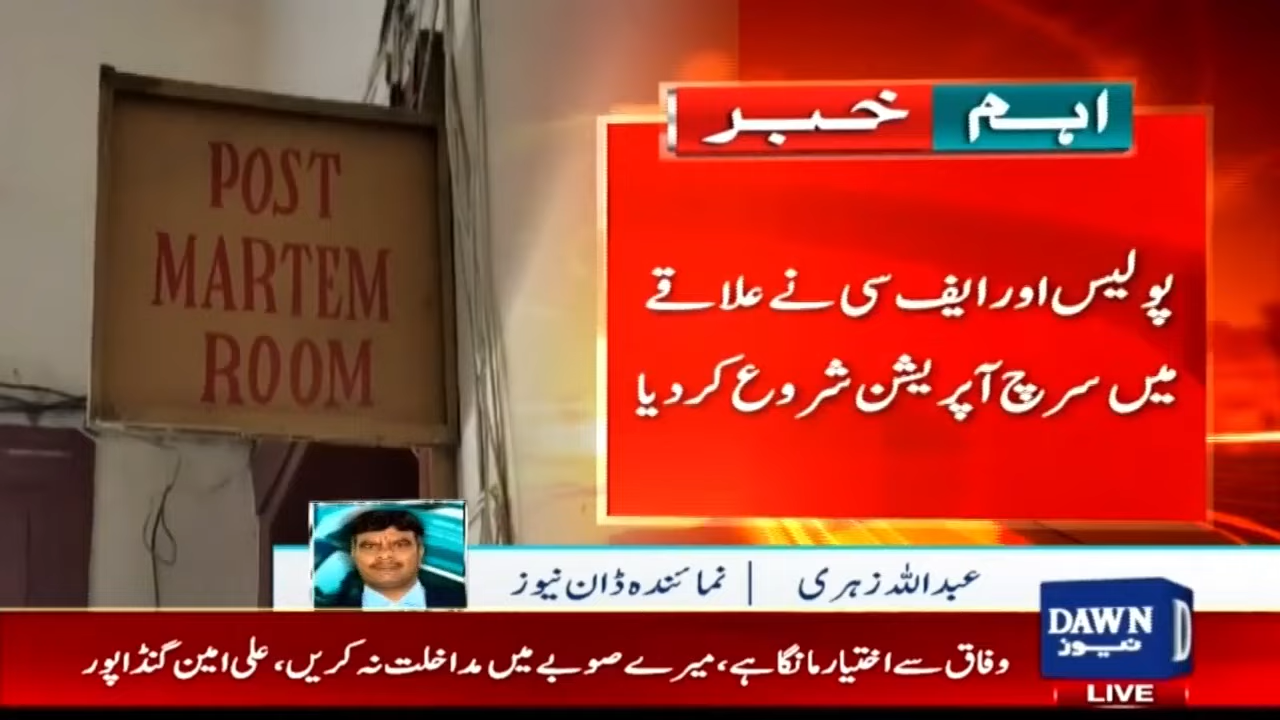 POST
MARTEM
ROOM
اہم خبر
پولیس اور ایف سی نے علاقے
میں سرچ آپریشن شروع کردیا
عبداللہ زہری | نمائندہ ڈان نیوز
وفاق سے اختیار مانگا ہے، میرے صوبے میں مداخلت نہ کریں، علی امین گنڈاپور
DAWN
نیوز
LIVE